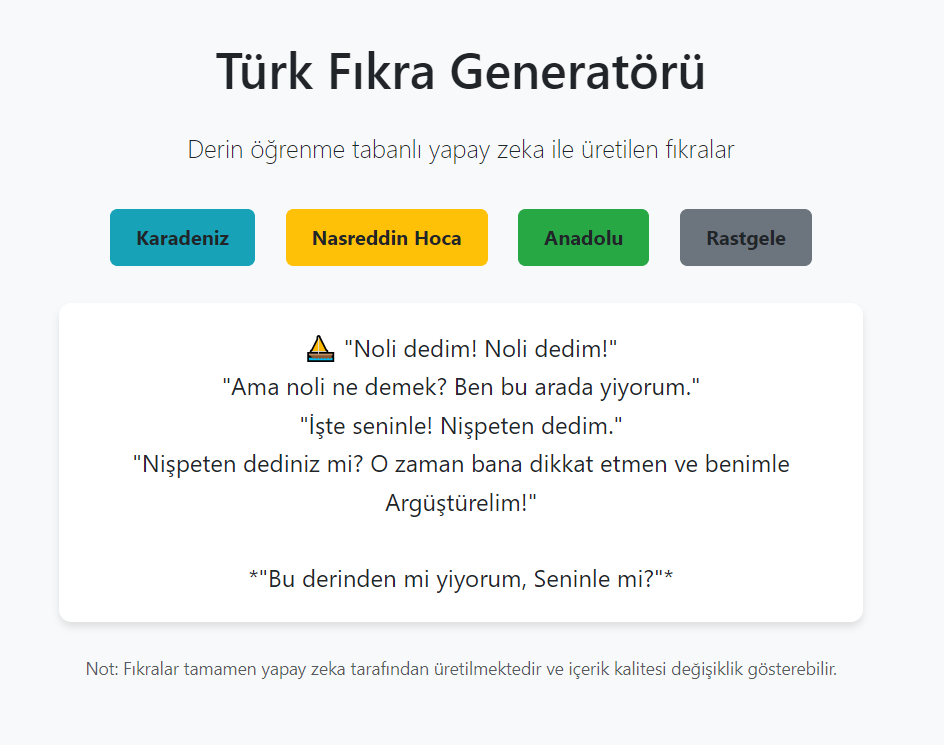 Türk Fıkra Generatörü
Derin öğrenme tabanlı yapay zeka ile üretilen fıkralar
Karadeniz
Nasreddin Hoca
Anadolu
Rastgele
"Noli dedim! Noli dedim!"
"Ama noli ne demek? Ben bu arada yiyorum."
"İşte seninle! Nişpeten dedim."
"Nişpeten dediniz mi? O zaman bana dikkat etmen ve benimle
Argüştürelim!"
*"Bu derinden mi yiyorum, Seninle mi?"*
Not: Fıkralar tamamen yapay zeka tarafından üretilmektedir ve içerik kalitesi değişiklik gösterebilir.